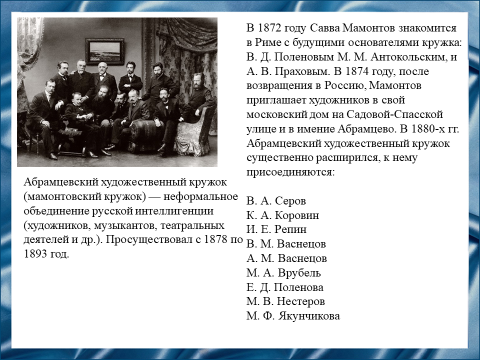 В 1872 году Савва Мамонтов знакомится
в Риме с будущими основателями кружка:
В. Д. Поленовым М. М. Антокольским, и
А. В. Праховым. В 1874 году, после
возвращения в Россию, Мамонтов
приглашает художников в свой
московский дом на Садовой-Спасской
улице и в имение Абрамцево. В 1880-х гг.
Абрамцевский художественный кружок
существенно расширился, к нему
присоединяются:
В. А. Серов
К. А. Коровин
И. Е. Репин
В. М. Васнецов
А. М. Васнецов
М. А. Врубель
Е. Д. Поленова
М. В. Нестеров
М. Ф. Якунчикова
Абрамцевский художественный кружок
(мамонтовский кружок) — неформальное
объединение русской интеллигенции
(художников, музыкантов, театральных
деятелей и др.). Просуществовал с 1878 по
1893 год.